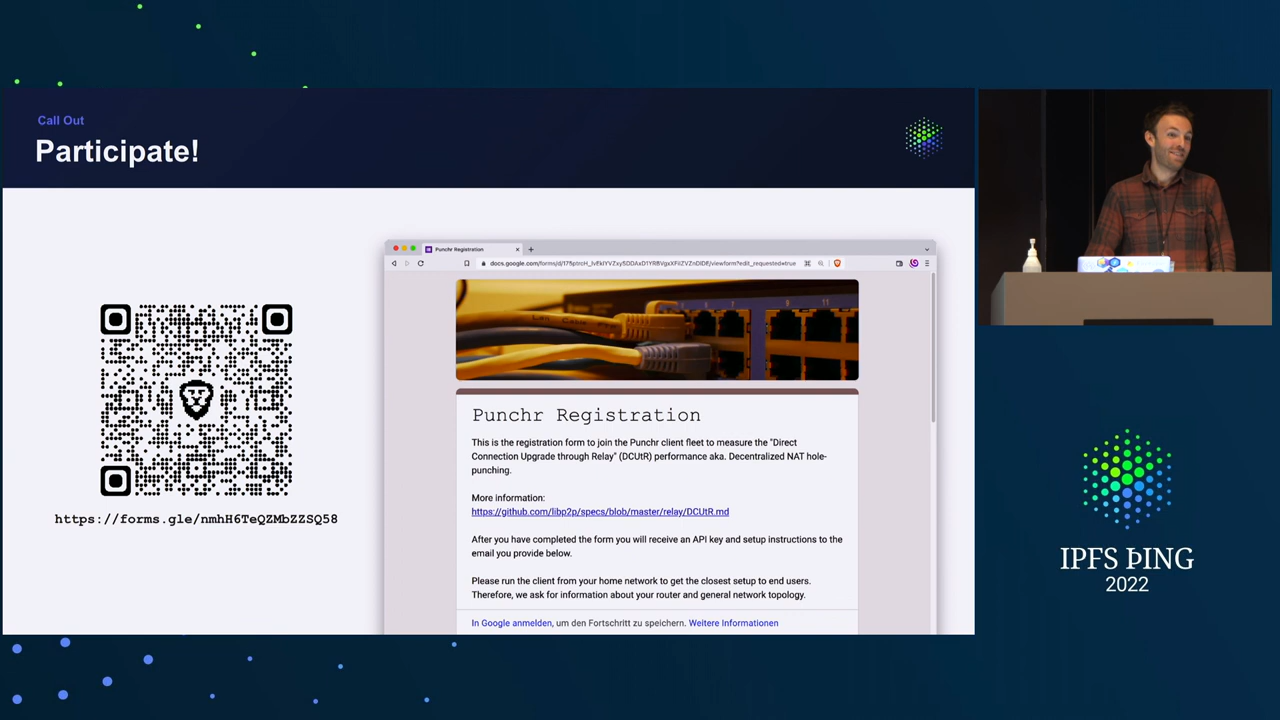 Call Out
Participate!
https://forms.gle/nmhH6TeQZMbZZSQ58
Punchr Registration
Punchr Registration
This is the registration form to join the Punchr client fleet to measure the "Direct
Connection Upgrade through Relay" (DCUtR) performance aka. Decentralized NAT hole-
punching.
More information:
https://github.com/libp2p/specs/blob/master/relay/DCUtR.md
After you have completed the form you will receive an API key and setup instructions to the
email you provide below.
Please run the client from your home network to get the closest setup to end users.
Therefore, we ask for information about your router and general network topology.
In Google anmelden, um den Fortschritt zu speichern. Weitere Informationen
IPFS ÞING
2022